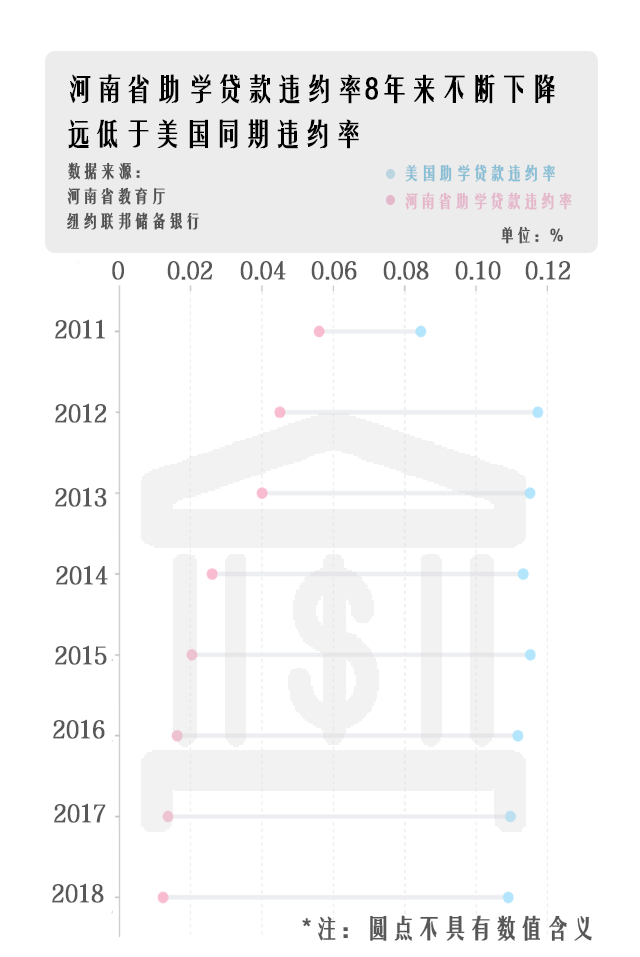 河南省助学贷款违约率8年来不断下降
远低于美国同期违约率
数据来源：
河南省教育厅
纽约联邦储备银行
美国助学贷款违约率
河南省助学贷款违约率
单位：%
0 0.02 0.04 0.06 0.08 0.10 0.12
2011
2012
2013
2014
$
2015
2016
2017
2018
*注：圆点不具有数值含义